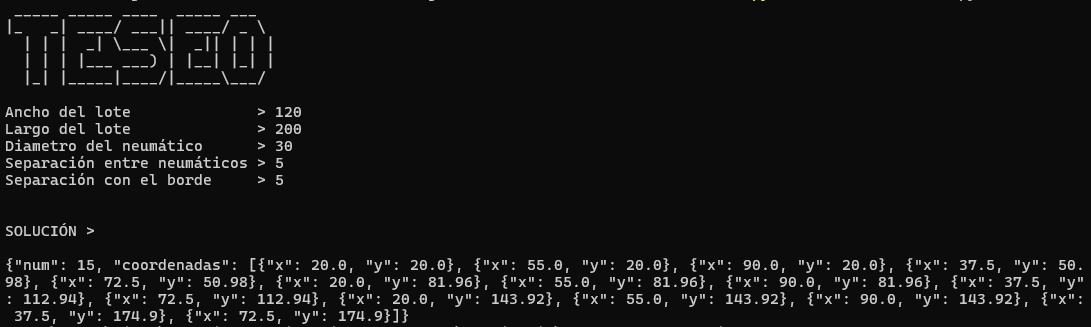 TESEO
Ancho del lote > 120
Largo del lote > 200
Diametro del neumático > 30
Separación entre neumáticos > 5
Separación con el borde > 5
SOLUCIÓN >
{"num": 15, "coordenadas": [{"x": 20.0, "y": 20.0}, {"x": 55.0, "y": 20.0}, {"x": 90.0, "y": 20.0}, {"x": 37.5, "y": 50.
98}, {"x": 72.5, "y": 50.98}, {"x": 20.0, "y": 81.96}, {"x": 55.0, "y": 81.96}, {"x": 90.0, "y": 81.96}, {"x": 37.5, "y"
: 112.94}, {"x": 72.5, "y": 112.94}, {"x": 20.0, "y": 143.92}, {"x": 55.0, "y": 143.92}, {"x": 90.0, "y": 143.92}, {"x":
37.5, "y": 174.9}, {"x": 72.5, "y": 174.9}]}